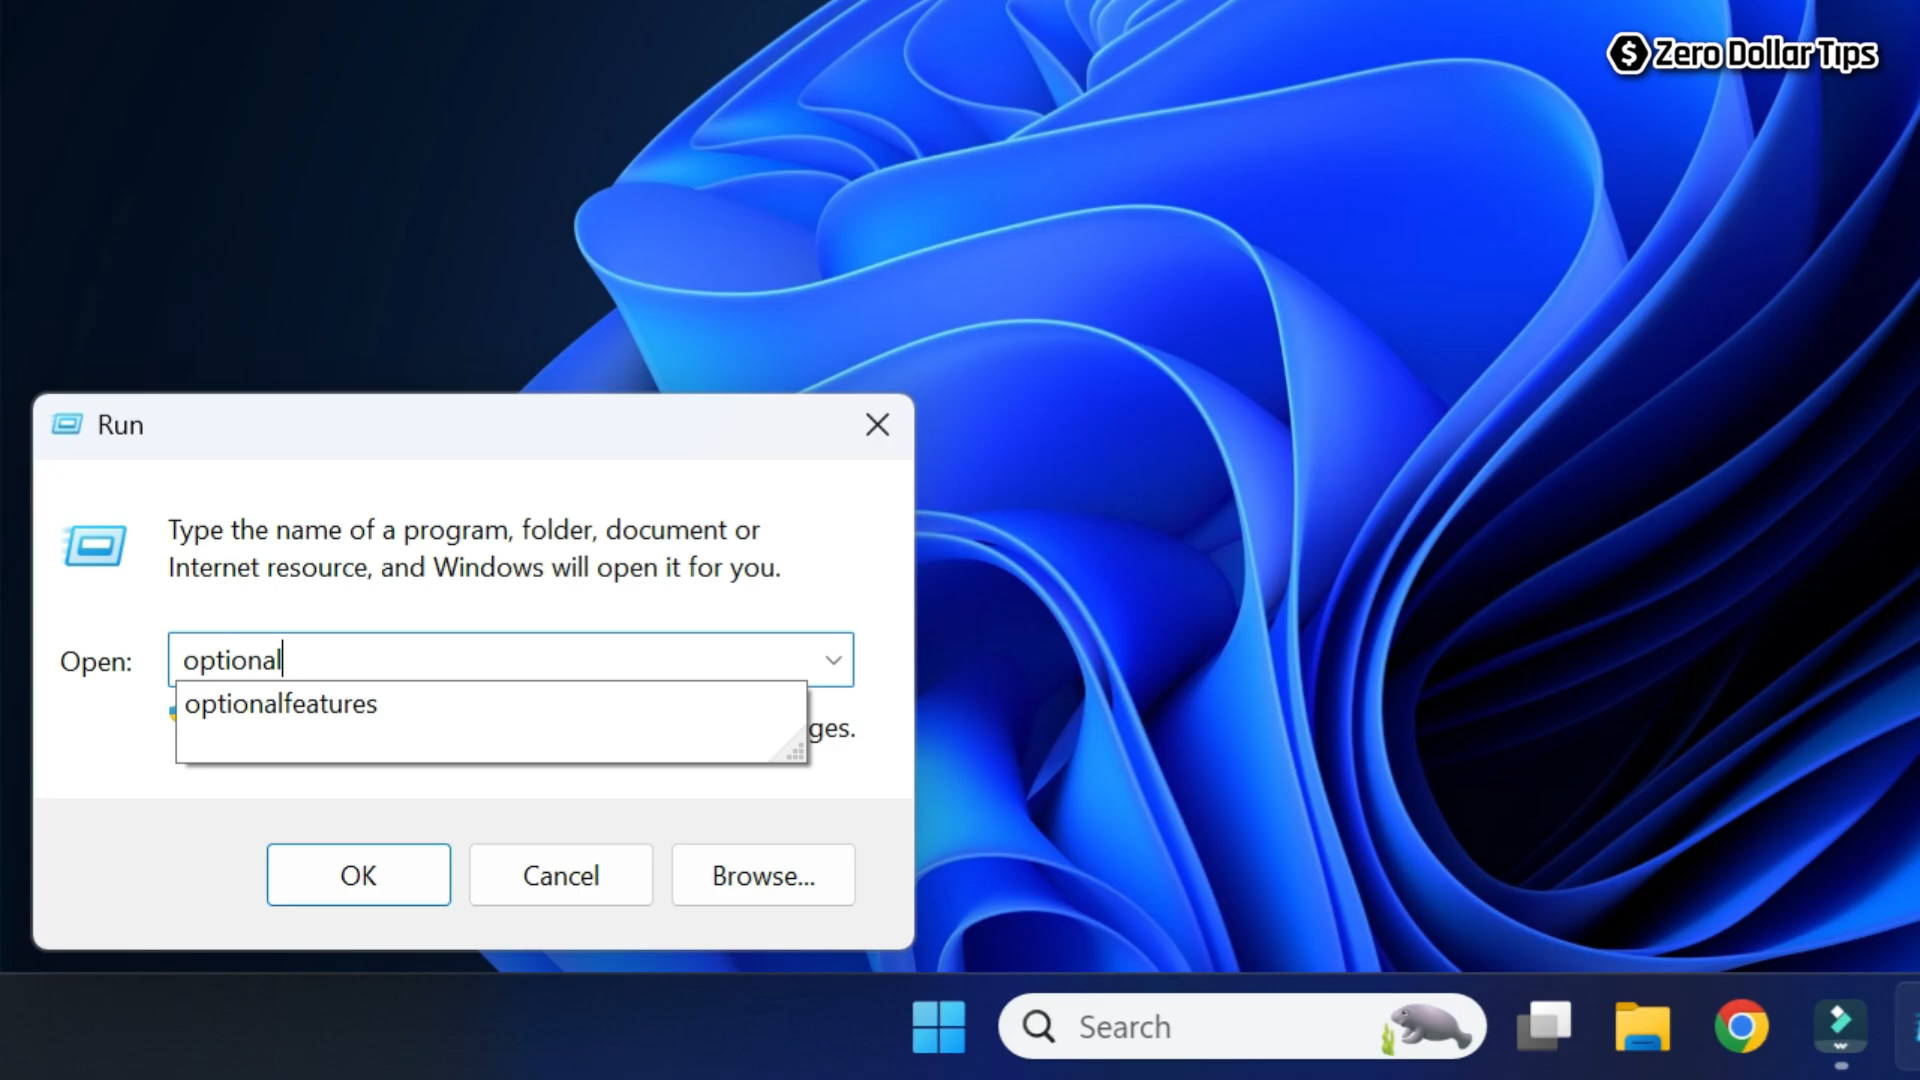 Zero Dollar Tips
Run
Type the name of a program, folder, document or
Internet resource, and Windows will open it for you.
Open:
optional
optionalfeatures
ges.
OK
Cancel
Browse...
Search